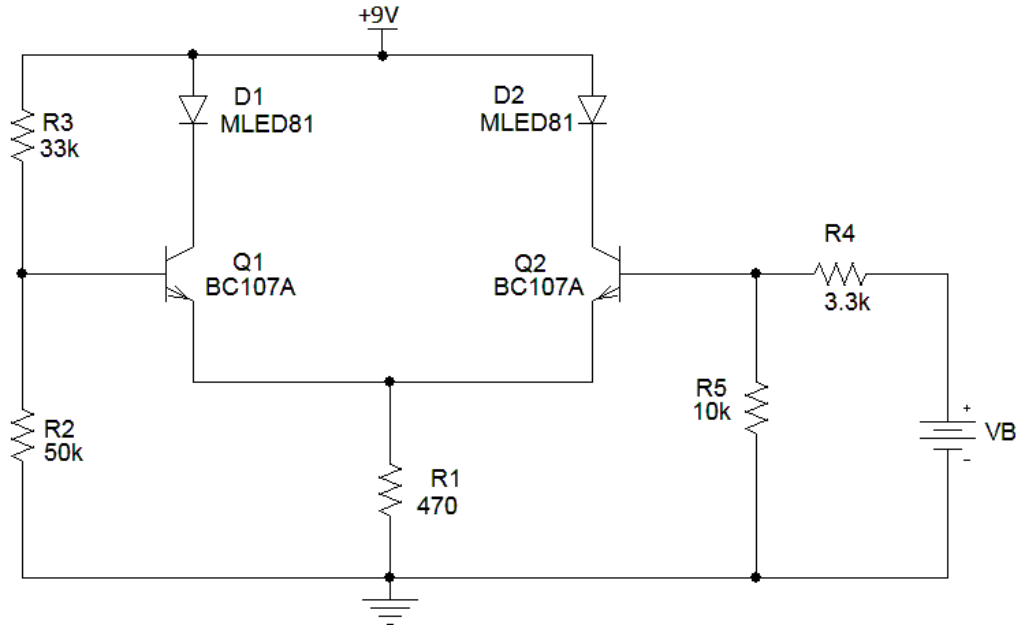 +9V
D1
MLED81
D2
MLED81
R3
33k
R4
3.3k
Q1
BC107A
Q2
BC107A
R5
10k
+
VB
-
R2
50k
R1
470